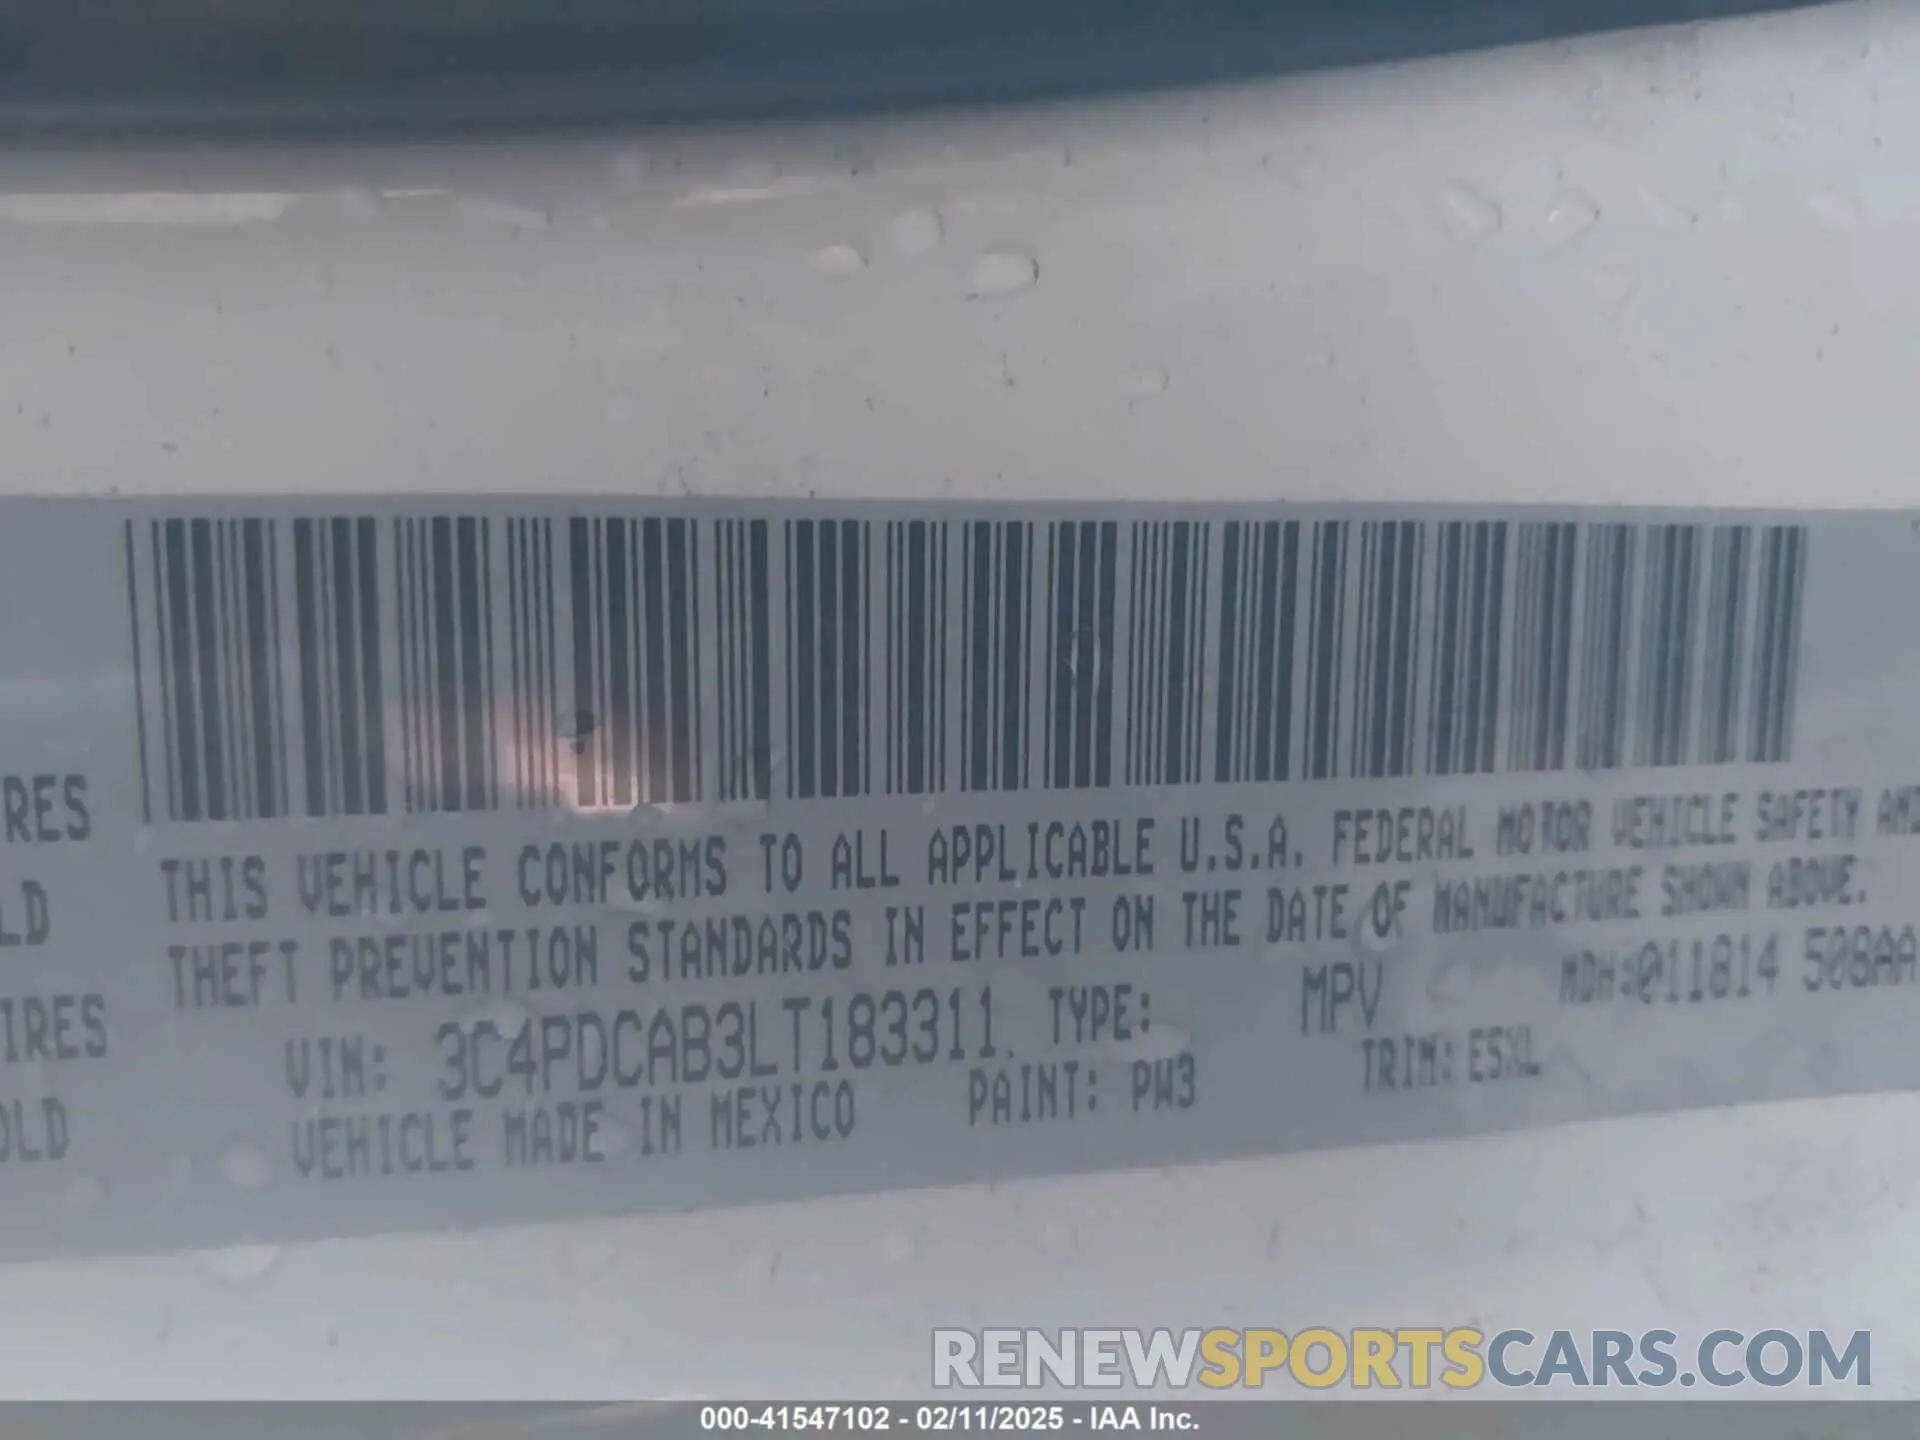 RES
LD
IRES
OLD
THIS VEHICLE CONFORMS TO ALL APPLICABLE U.S.A. FEDERAL MOTOR VEHICLE SAFETY AND
THEFT PREVENTION STANDARDS IN EFFECT ON THE DATE OF MANUFACTURE SHOWN ABOVE.
VIN: 3C4PDCAB3LT183311 TYPE: MPV MDH:011814 508AA
VEHICLE MADE IN MEXICO PAINT: PW3 TRIM: E5XL
RENEWSPORTSCARS.COM
000-41547102 - 02/11/2025 - IAA Inc.